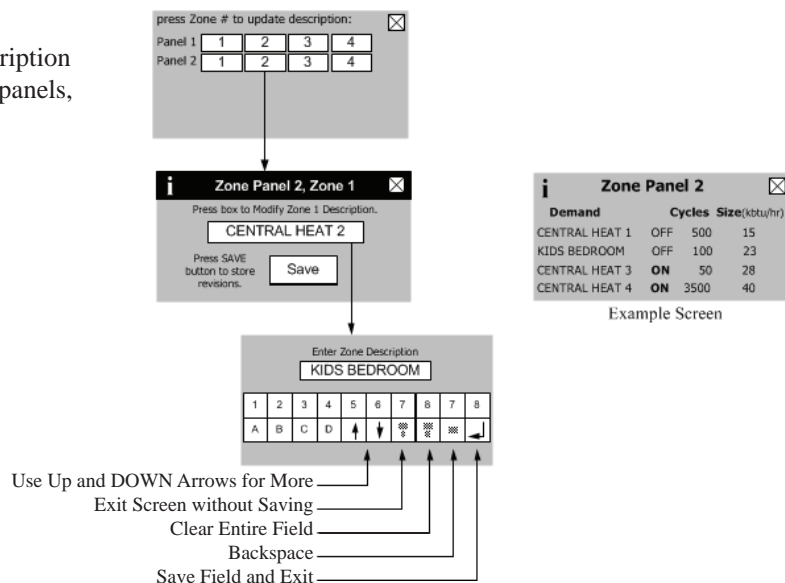 ription
panels,
press Zone # to update description:
Panel 1 1 2 3 4
Panel 2 1 2 3 4
i Zone Panel 2, Zone 1
Press box to Modify Zone 1 Description.
CENTRAL HEAT 2
Press SAVE
button to store
revisions.
Save
i Zone Panel 2
Demand Cycles Size(kbtu/hr)
CENTRAL HEAT 1 OFF 500 15
KIDS BEDROOM OFF 100 23
CENTRAL HEAT 3 ON 50 28
CENTRAL HEAT 4 ON 3500 40
Example Screen
Enter Zone Description
KIDS BEDROOM
1 2 3 4 5 6 7 8 7 8
A B C D
Use Up and DOWN Arrows for More
Exit Screen without Saving
Clear Entire Field
Backspace
Save Field and Exit